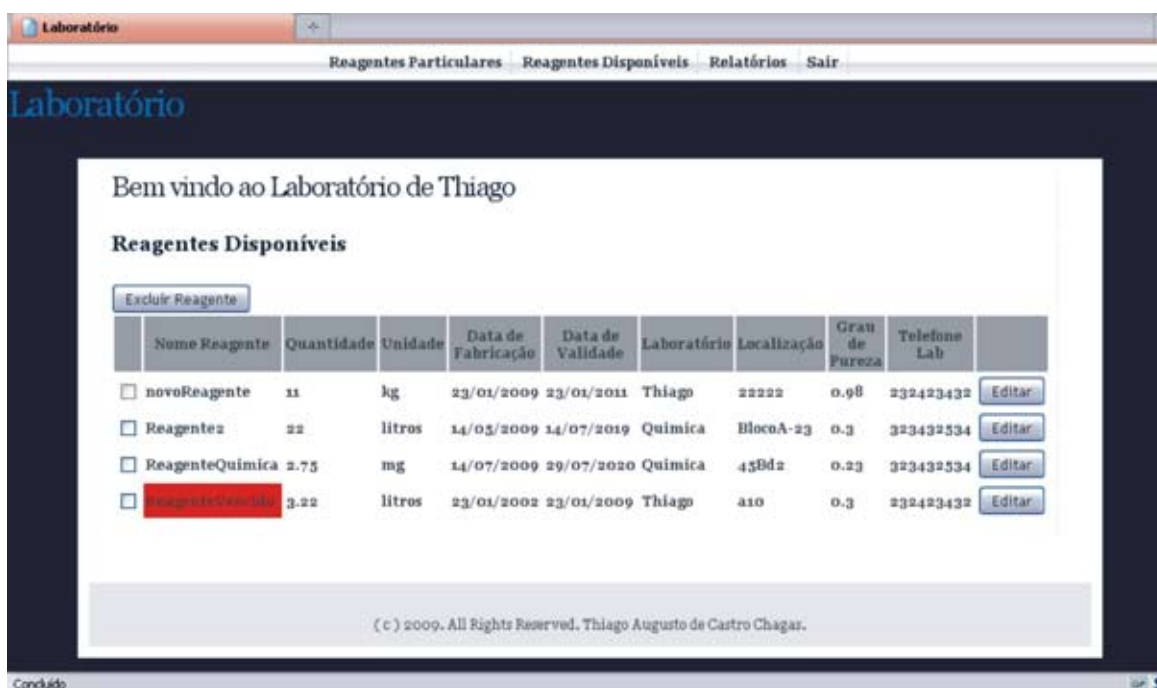 Laboratório
Reagentes Particulares Reagentes Disponíveis Relatórios Sair
Laboratório
Bem vindo ao Laboratório de Thiago
Reagentes Disponíveis
Excluir Reagente
Nome Reagente Quantidade Unidade Data de Fabricação Data de Validade Laboratório Localização Grau de Pureza Telefone Lab
novoReagente 11 kg 23/01/2009 23/01/2011 Thiago 22222 0.98 232423432 Editar
Reagente2 22 litros 14/05/2009 14/07/2019 Quimica BlocoA-23 0.3 323432534 Editar
ReagenteQuimica 2.75 mg 14/07/2009 29/07/2020 Quimica 45Bd2 0.23 323432534 Editar
ReagenteVencido 3.22 litros 23/01/2002 23/01/2009 Thiago a10 0.3 232423432 Editar
( c ) 2009. All Rights Reserved. Thiago Augusto de Castro Chagas.
Concluído